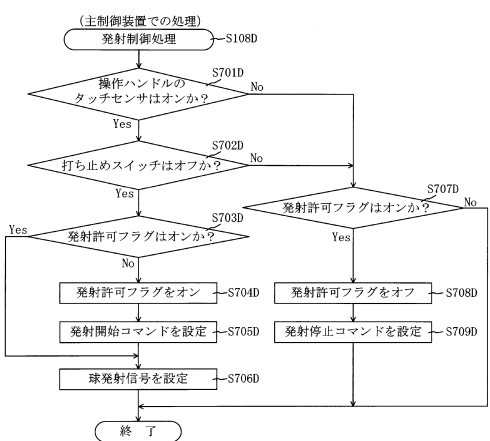 (主制御装置での処理)
発射制御処理
S108D
操作ハンドルの
タッチセンサはオンか?
S701D
No
Yes
打ち止めスイッチはオフか?
S702D
No
Yes
発射許可フラグはオンか?
S703D
Yes
No
発射許可フラグはオンか?
S707D
No
Yes
発射許可フラグをオン
S704D
発射許可フラグをオフ
S708D
発射開始コマンドを設定
S705D
発射停止コマンドを設定
S709D
球発射信号を設定
S706D
終 了